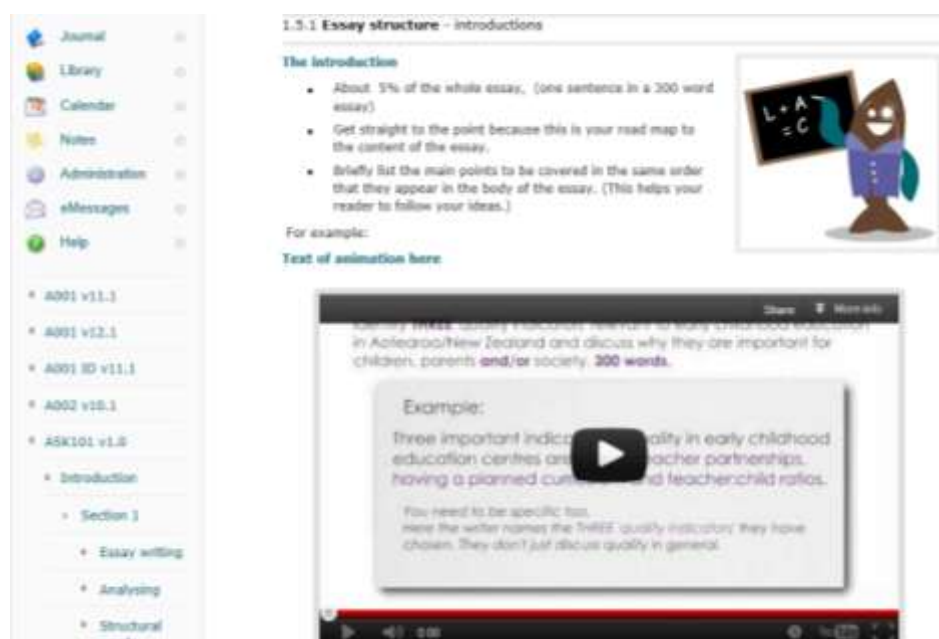 Journal
Library
Calendar
Notes
Administration
eMessages
Help
A001 v11.1
A001 v12.1
A001 ID v11.1
A002 v10.1
ASK101 v1.0
Introduction
Section 1
Essay writing
Analysing
Structural
1.5.1 Essay structure - introductions
The introduction
About 5% of the whole essay, (one sentence in a 300 word
essay)
Get straight to the point because this is your road map to
the content of the essay.
Briefly list the main points to be covered in the same order
that they appear in the body of the essay. (This helps your
reader to follow your ideas.)
For example:
Text of animation here
L + A
= C
Share More info
identify THREE quality indicators relevant to early childhood education
in Aotearoa/New Zealand and discuss why they are important for
children, parents and/or society. 300 words.
Example:
Three important indic ality in early childhood
education centres ar acher partnerships,
having a planned curr and teacher:child ratios.
You need to be specific too.
Here the writer names the THREE 'quality indicators' they have
chosen. They don't just discuss quality in general.
0:00